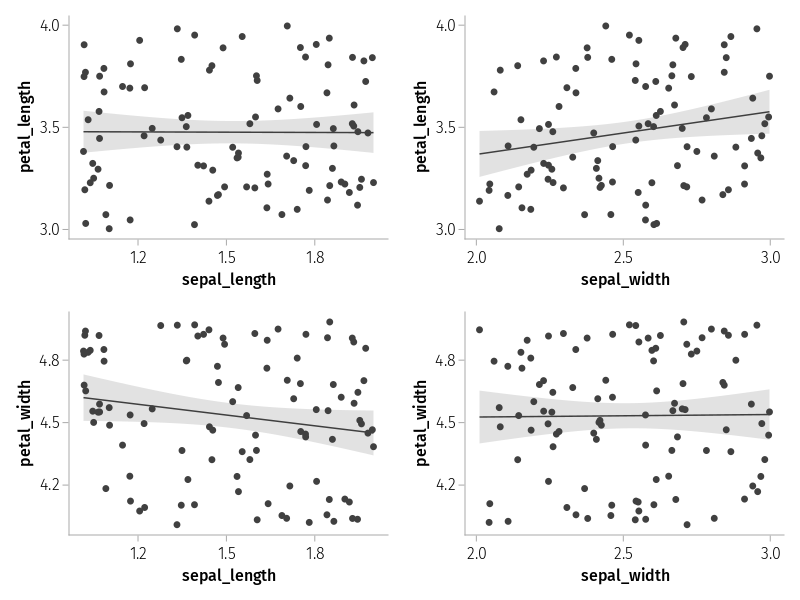 4.0
3.5
3.0
petal_length
1.2 1.5 1.8
sepal_length
4.0
3.5
3.0
petal_length
2.0 2.5 3.0
sepal_width
4.8
4.5
4.2
petal_width
1.2 1.5 1.8
sepal_length
4.8
4.5
4.2
petal_width
2.0 2.5 3.0
sepal_width